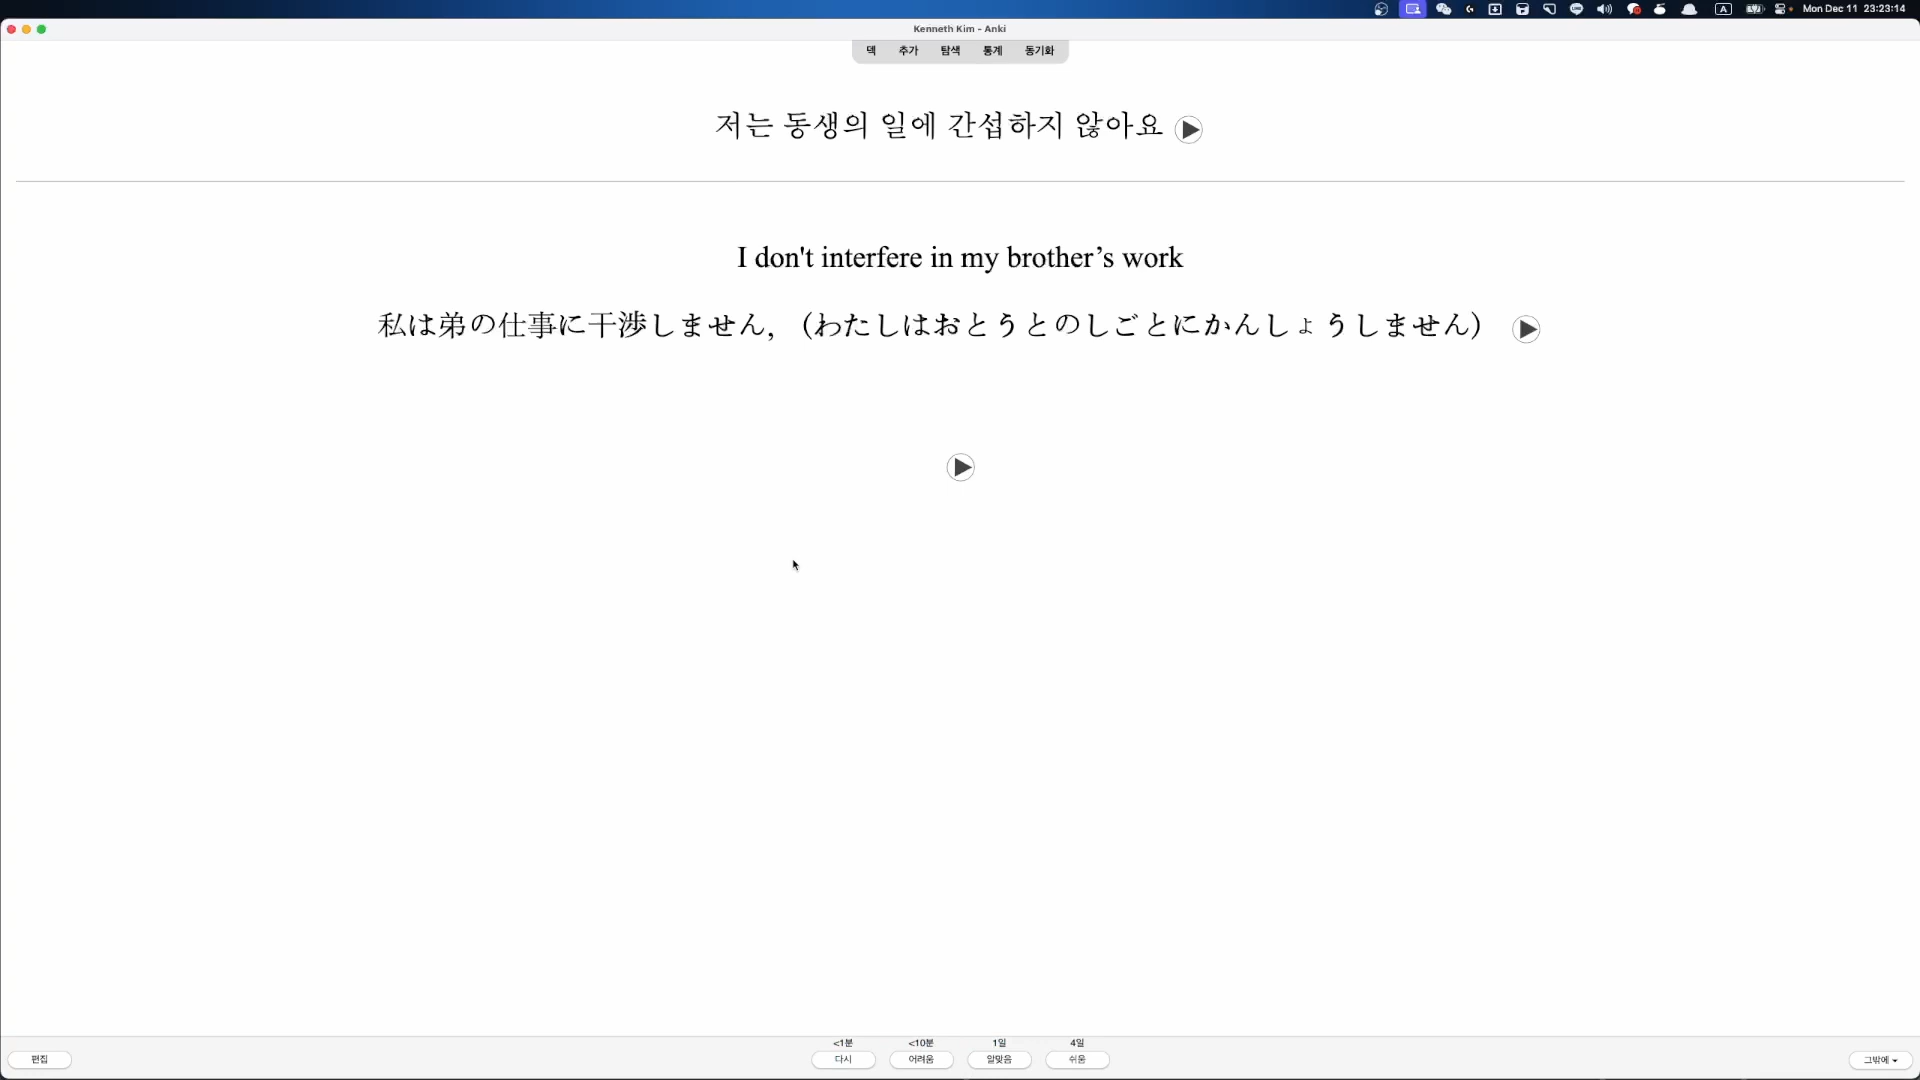 Mon Dec 11 23:23:14
Kenneth Kim - Anki
덱 추가 탐색 통계 동기화
저는 동생의 일에 간섭하지 않아요
I don't interfere in my brother’s work
私は弟の仕事に干渉しません, (わたしはおとうとのしごとにかんしょうしません)
<1분 <10분 1일 4일
편집 다시 어려움 알맞음 쉬움 그밖에